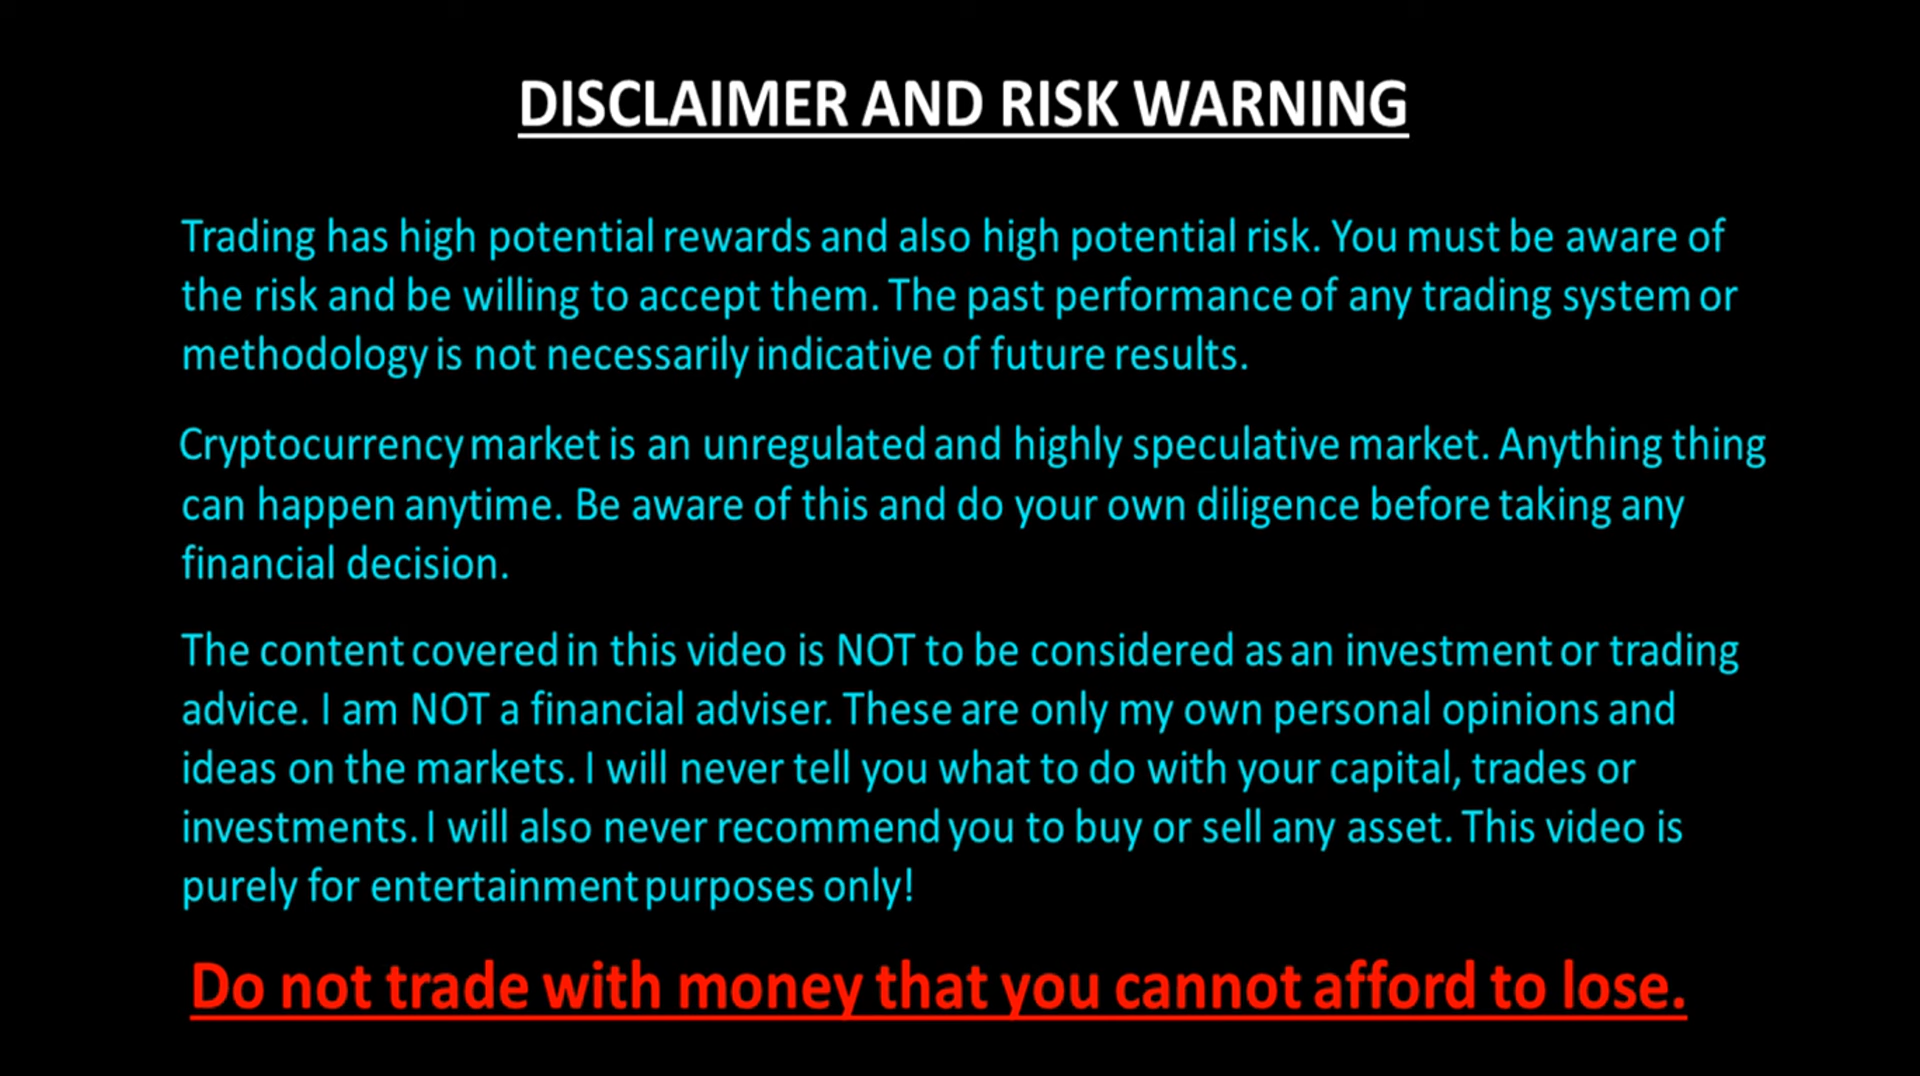 DISCLAIMER AND RISK WARNING
Trading has high potential rewards and also high potential risk. You must be aware of
the risk and be willing to accept them. The past performance of any trading system or
methodology is not necessarily indicative of future results.
Cryptocurrency market is an unregulated and highly speculative market. Anything thing
can happen anytime. Be aware of this and do your own diligence before taking any
financial decision.
The content covered in this video is NOT to be considered as an investment or trading
advice. I am NOT a financial adviser. These are only my own personal opinions and
ideas on the markets. I will never tell you what to do with your capital, trades or
investments. I will also never recommend you to buy or sell any asset. This video is
purely for entertainment purposes only!
Do not trade with money that you cannot afford to lose.